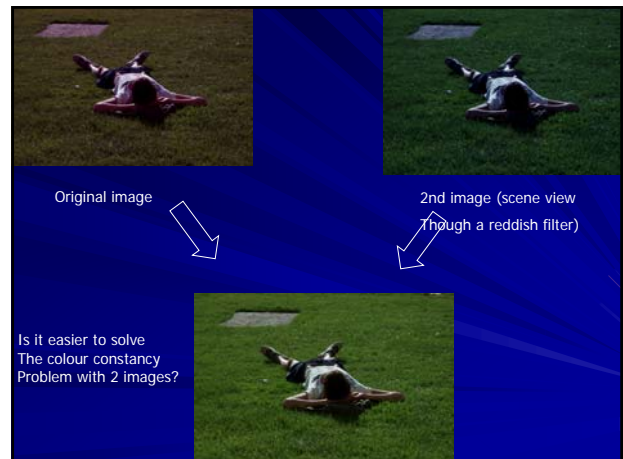 Original image
2nd image (scene view
Though a reddish filter)
Is it easier to solve
The colour constancy
Problem with 2 images?